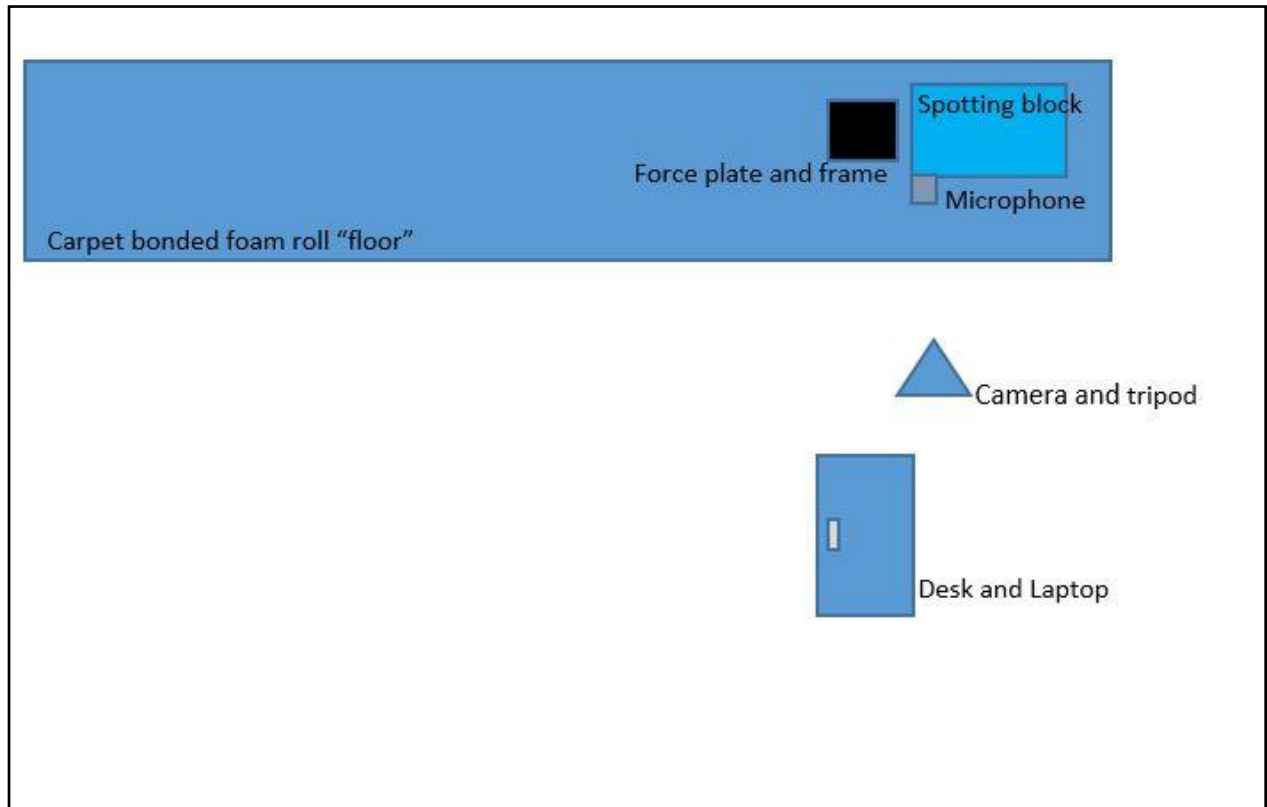 Spotting block
Force plate and frame
Microphone
Carpet bonded foam roll “floor”
Camera and tripod
Desk and Laptop